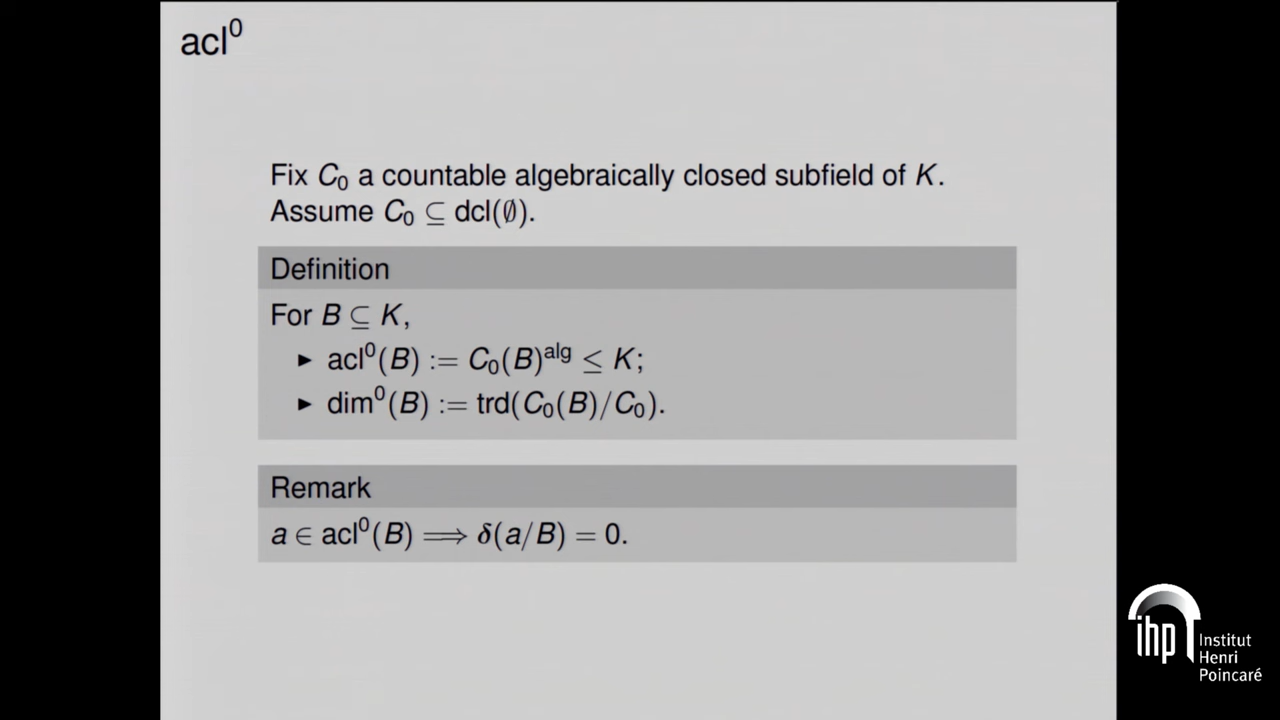 acl⁰
Fix C₀ a countable algebraically closed subfield of K.
Assume C₀ ⊆ dcl(∅).
Definition
For B ⊆ K,
▸ acl⁰(B) := C₀(B)^alg ≤ K;
▸ dim⁰(B) := trd(C₀(B)/C₀).
Remark
a ∈ acl⁰(B) ⟹ δ(a/B) = 0.
ihp Institut
Henri
Poincaré